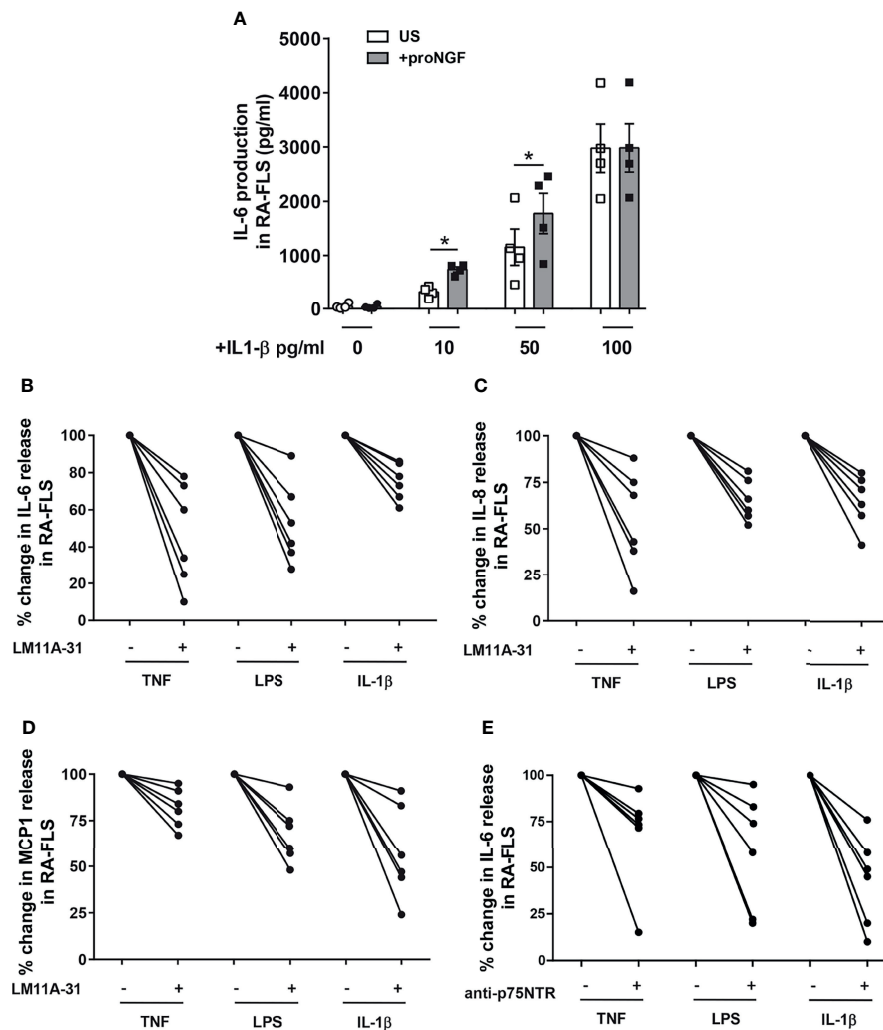 A
US
+proNGF
IL-6 production
in RA-FLS (pg/ml)
5000
4000
3000
2000
1000
0
*
*
+IL1-β pg/ml 0 10 50 100
B
% change in IL-6 release
in RA-FLS
100
80
60
40
20
0
LM11A-31 - + - + - +
TNF LPS IL-1β
C
% change in IL-8 release
in RA-FLS
100
75
50
25
0
LM11A-31 - + - + - +
TNF LPS IL-1β
D
% change in MCP1 release
in RA-FLS
100
75
50
25
0
LM11A-31 - + - + - +
TNF LPS IL-1β
E
% change in IL-6 release
in RA-FLS
100
75
50
25
0
anti-p75NTR - + - + - +
TNF LPS IL-1β